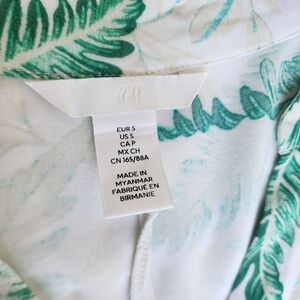 H&M
EUR S
US S
CA P
MX CH
CN 165/88A
MADE IN
MYANMAR
FABRIQUÉ EN
BIRMANIE